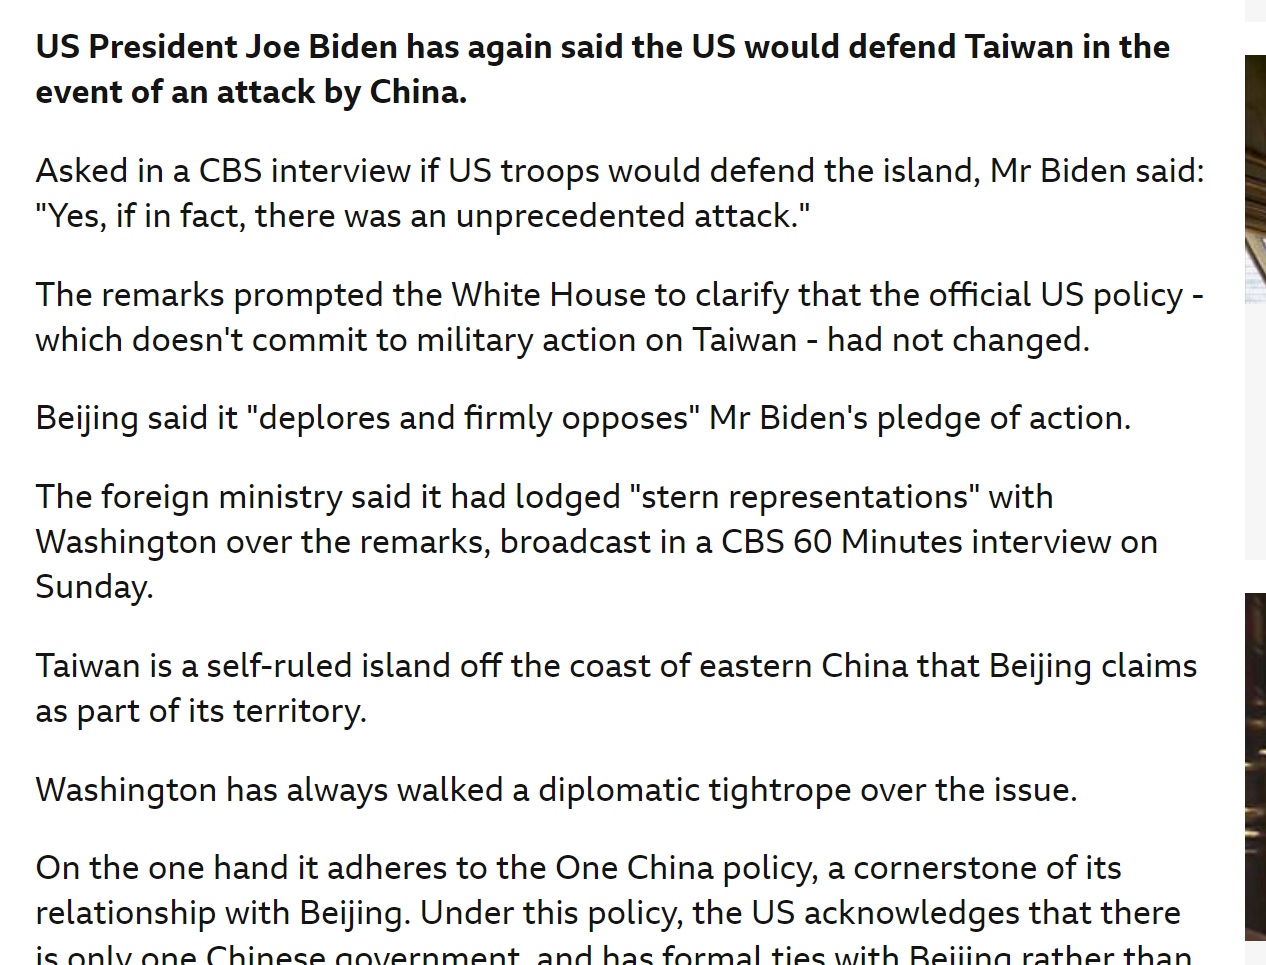 US President Joe Biden has again said the US would defend Taiwan in the
event of an attack by China.
Asked in a CBS interview if US troops would defend the island, Mr Biden said:
"Yes, if in fact, there was an unprecedented attack."
The remarks prompted the White House to clarify that the official US policy -
which doesn't commit to military action on Taiwan - had not changed.
Beijing said it "deplores and firmly opposes" Mr Biden's pledge of action.
The foreign ministry said it had lodged "stern representations" with
Washington over the remarks, broadcast in a CBS 60 Minutes interview on
Sunday.
Taiwan is a self-ruled island off the coast of eastern China that Beijing claims
as part of its territory.
Washington has always walked a diplomatic tightrope over the issue.
On the one hand it adheres to the One China policy, a cornerstone of its
relationship with Beijing. Under this policy, the US acknowledges that there
is only one Chinese government, and has formal ties with Beijing rather than